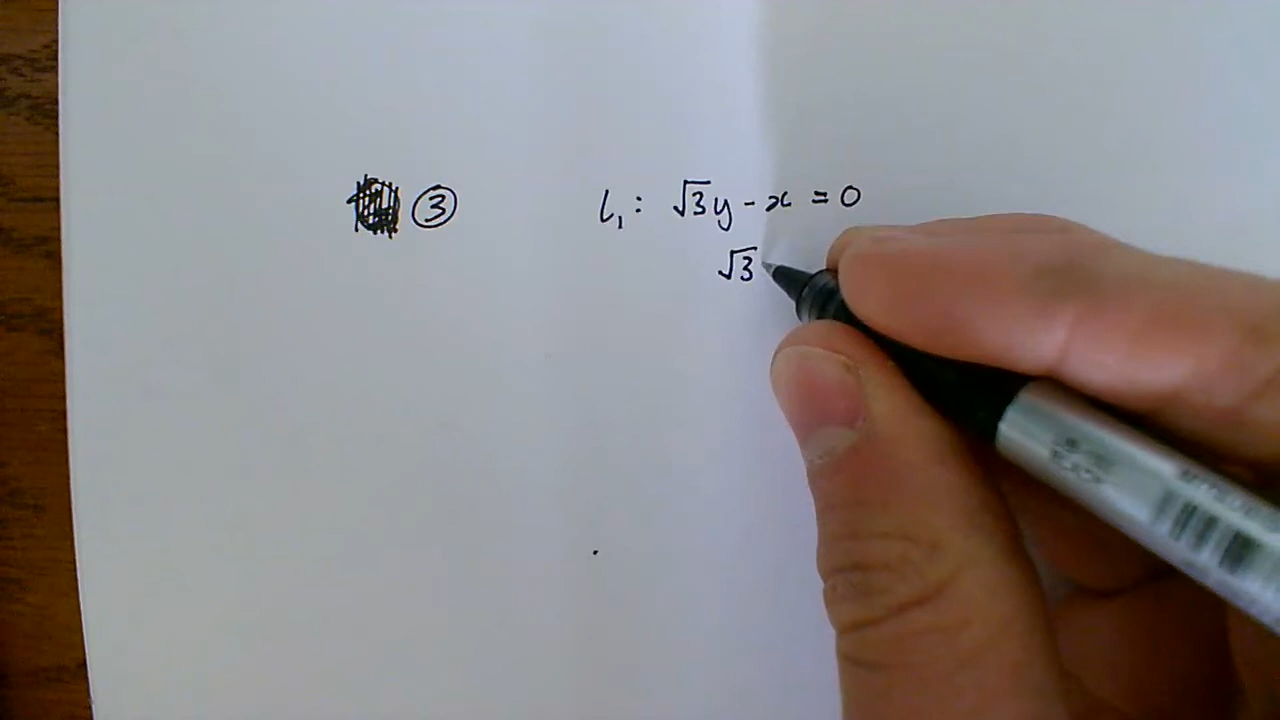 ③ l₁: √3y - x = 0
√3